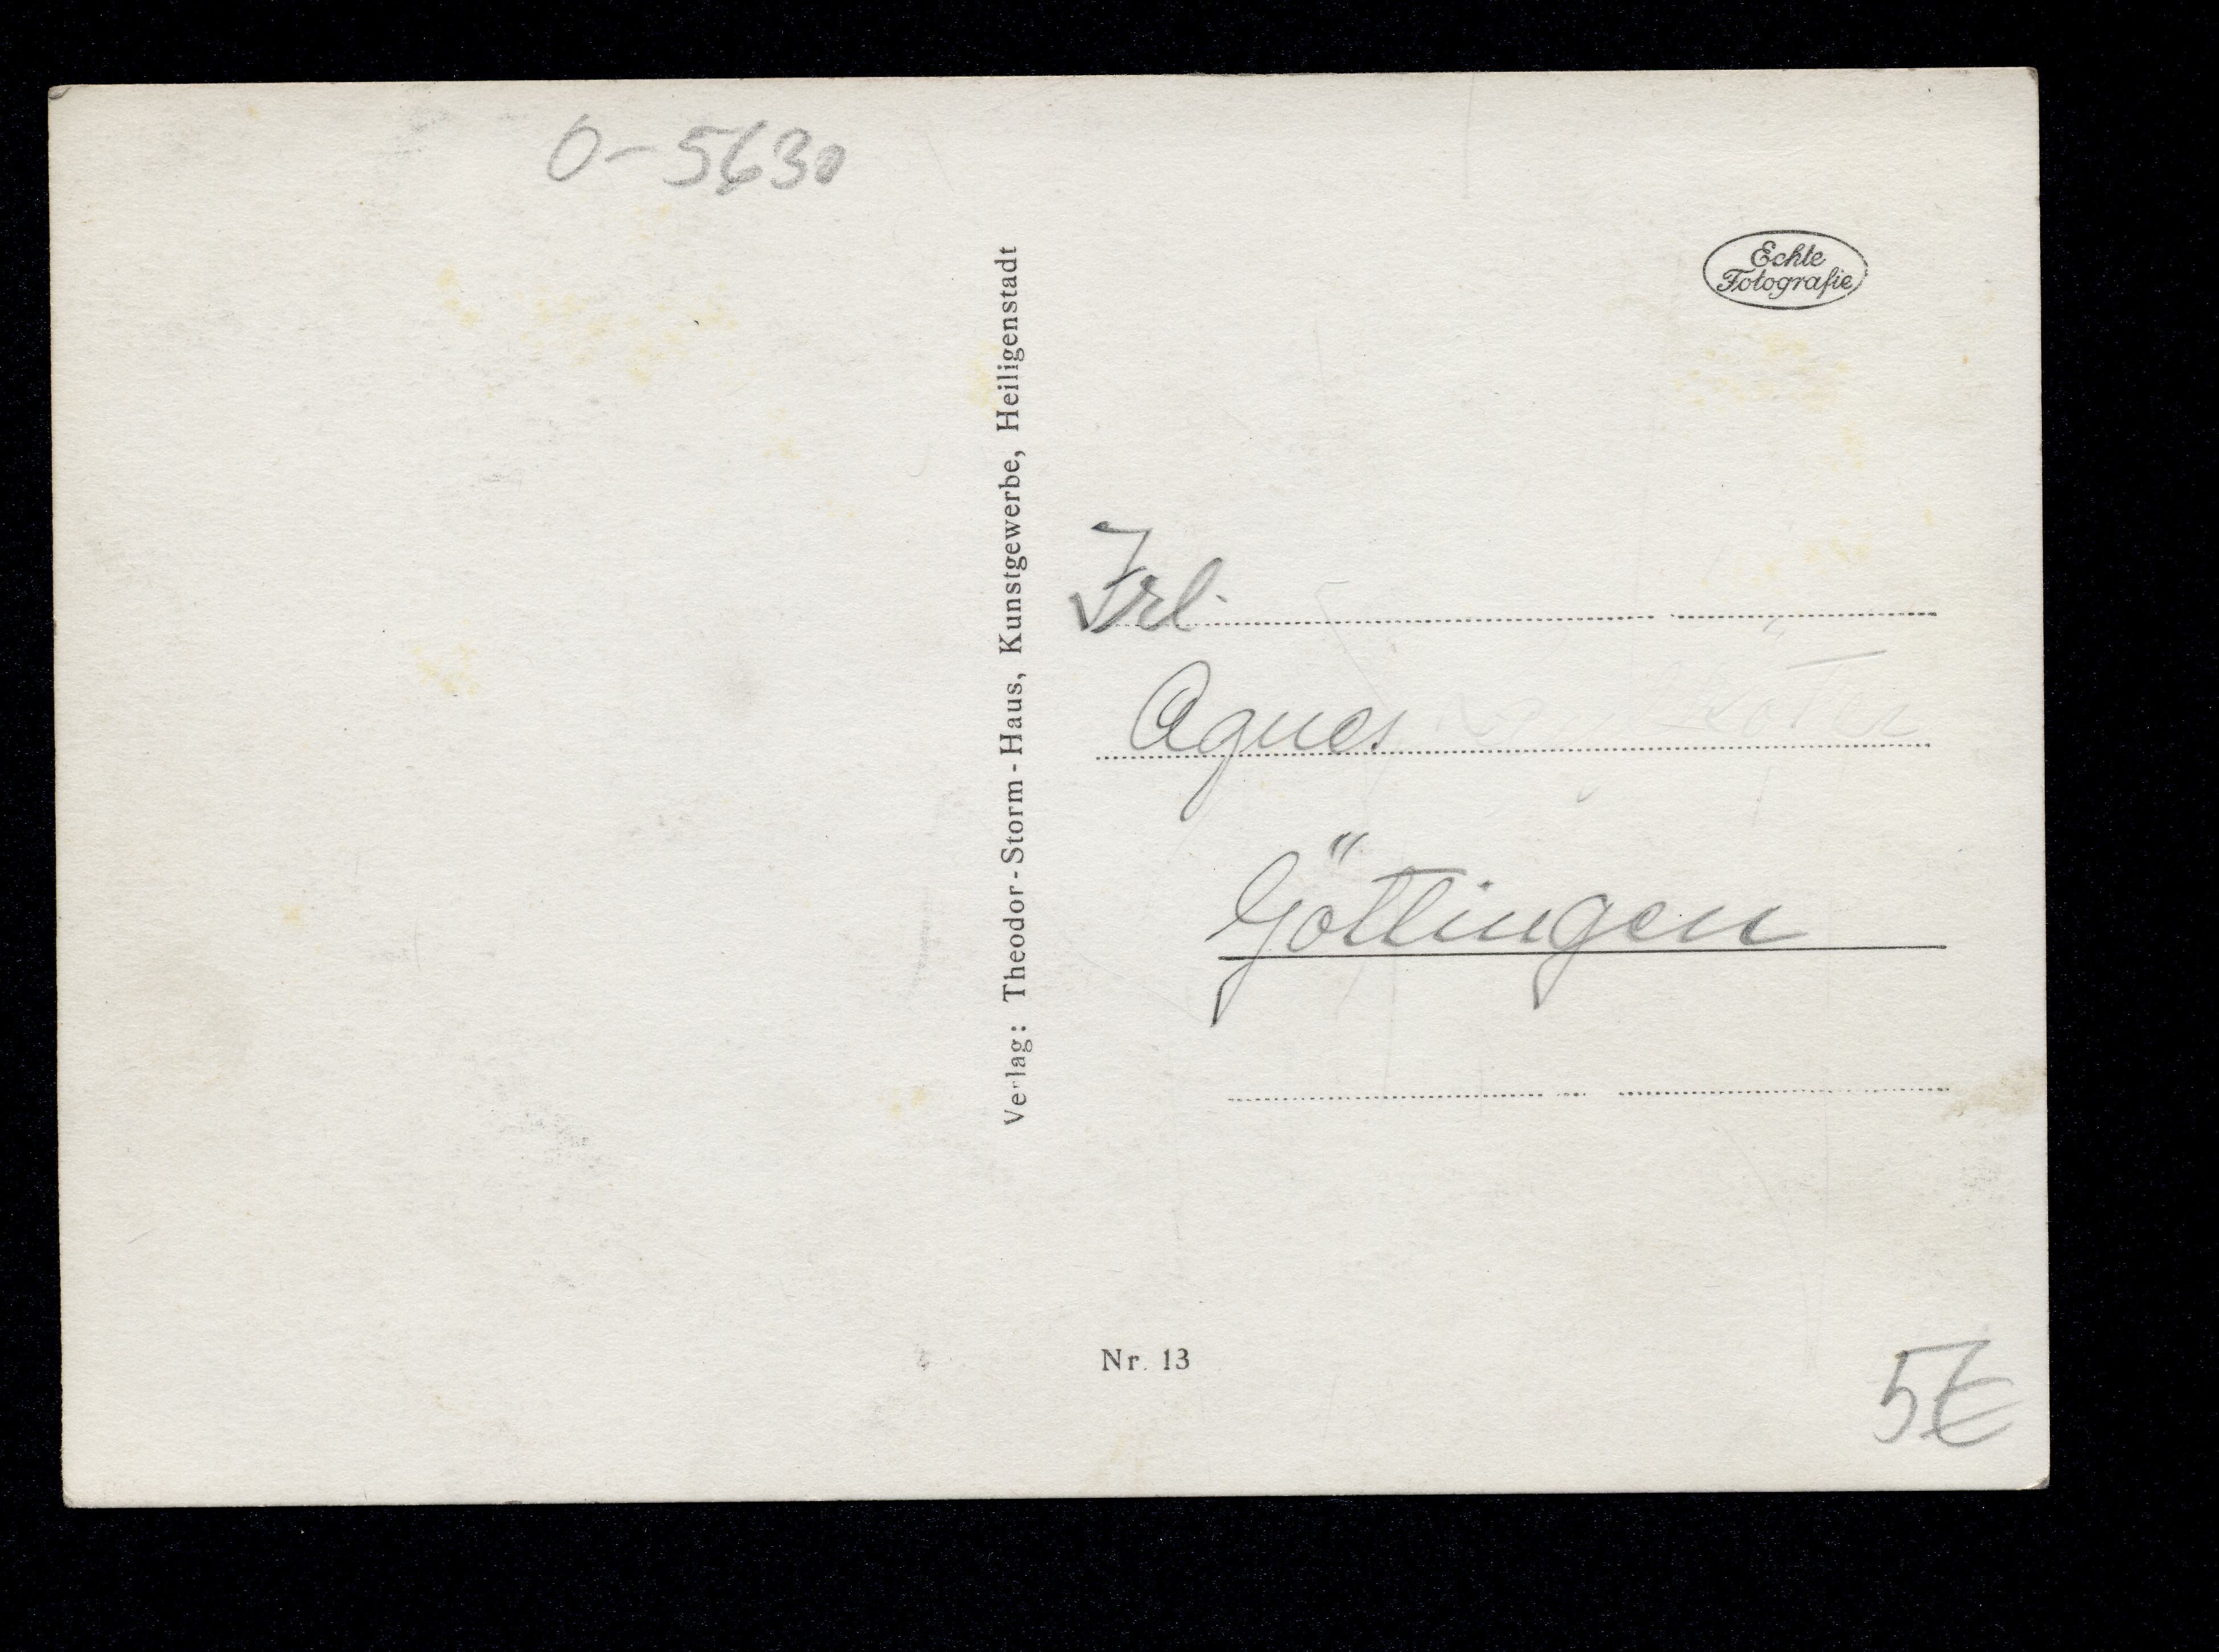 0-5630
Verlag: Theodor-Storm-Haus, Kunstgewerbe, Heiligenstadt
Echte
Fotografie
Frl.
Agnes
Göttingen
Nr. 13
5€